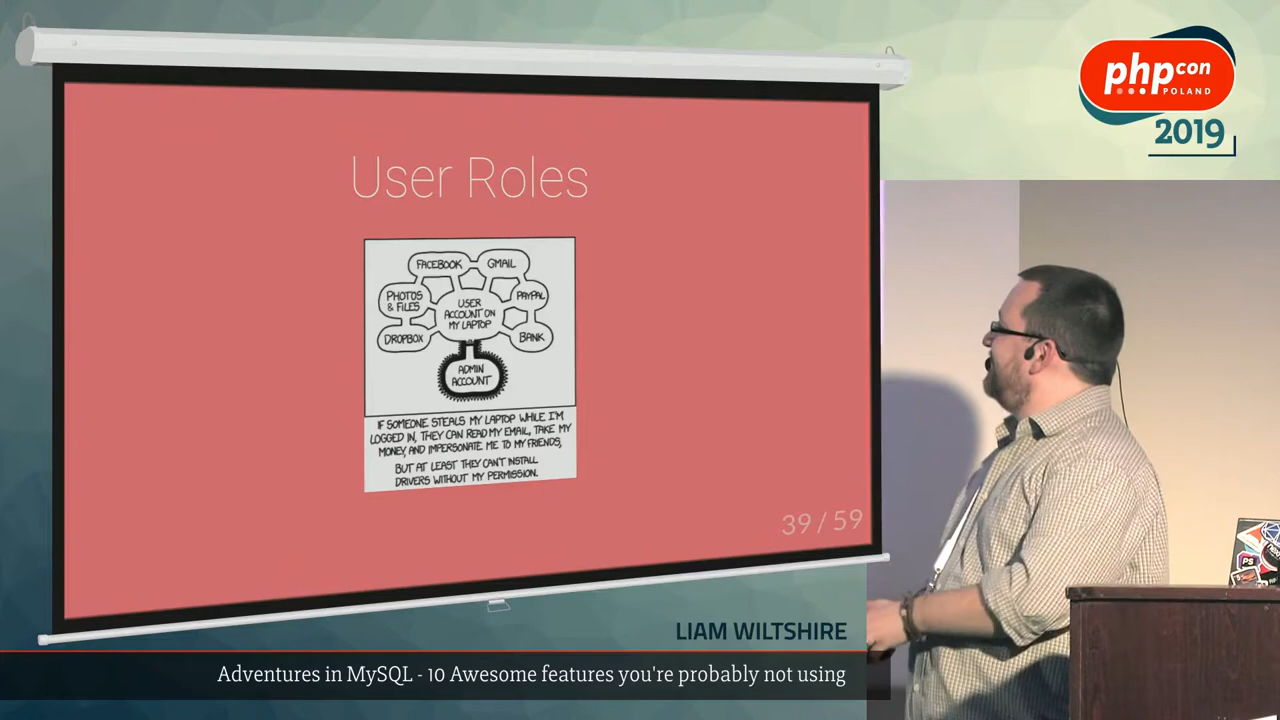 phpcon
POLAND
2019
User Roles
FACEBOOK
GMAIL
PHOTOS
& FILES
USER
ACCOUNT ON
MY LAPTOP
PAYPAL
DROPBOX
BANK
ADMIN
ACCOUNT
IF SOMEONE STEALS MY LAPTOP WHILE I'M
LOGGED IN, THEY CAN READ MY EMAIL, TAKE MY
MONEY, AND IMPERSONATE ME TO MY FRIENDS,
BUT AT LEAST THEY CAN'T INSTALL
DRIVERS WITHOUT MY PERMISSION.
39 / 59
PS
LIAM WILTSHIRE
Adventures in MySQL - 10 Awesome features you're probably not using